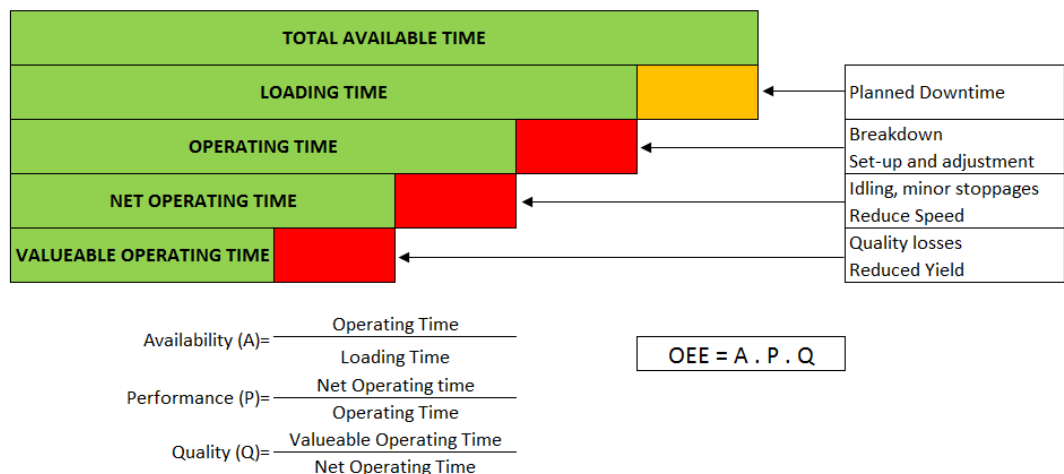 TOTAL AVAILABLE TIME
LOADING TIME
Planned Downtime
OPERATING TIME
Breakdown
Set-up and adjustment
NET OPERATING TIME
Idling, minor stoppages
Reduce Speed
VALUEABLE OPERATING TIME
Quality losses
Reduced Yield
Availability (A)=
Operating Time
Loading Time
OEE = A . P . Q
Performance (P)=
Net Operating time
Operating Time
Quality (Q)=
Valueable Operating Time
Net Operating Time